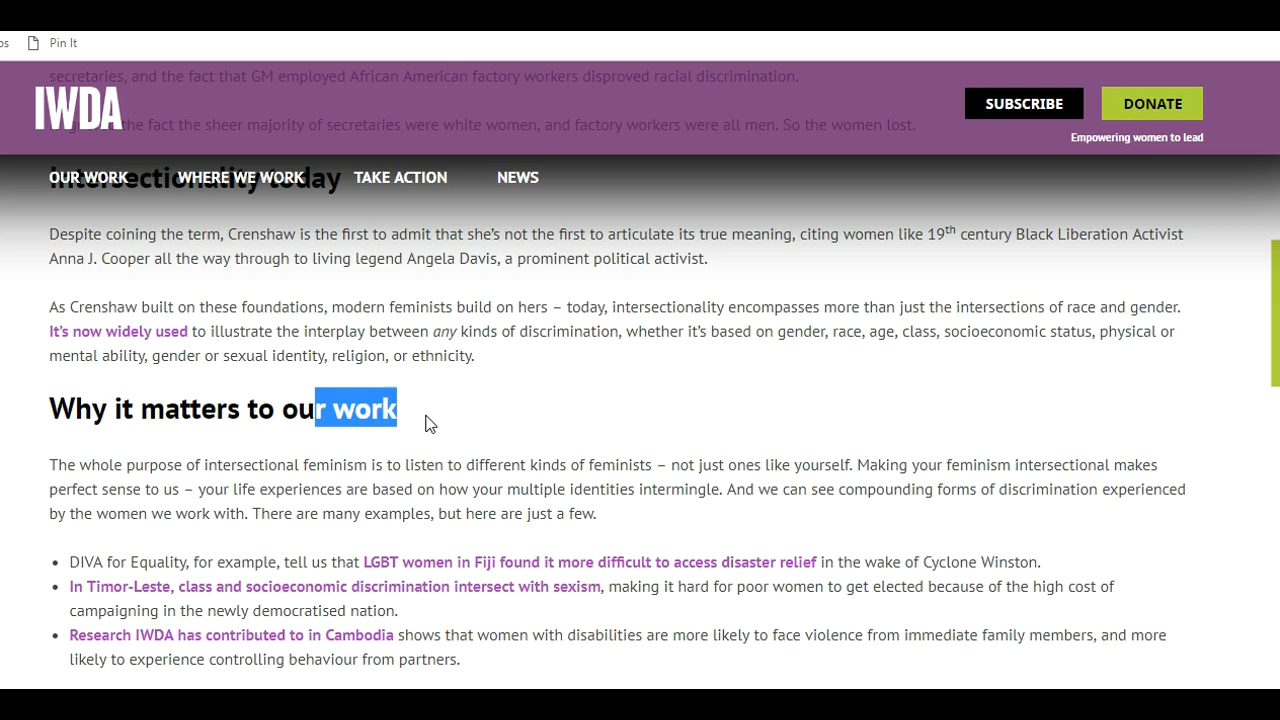 os Pin It
secretaries, and the fact that GM employed African American factory workers disproved racial discrimination.
IWDA
SUBSCRIBE DONATE
the fact the sheer majority of secretaries were white women, and factory workers were all men. So the women lost.
Empowering women to lead
Intersectionality today
OUR WORK WHERE WE WORK TAKE ACTION NEWS
Despite coining the term, Crenshaw is the first to admit that she’s not the first to articulate its true meaning, citing women like 19th century Black Liberation Activist
Anna J. Cooper all the way through to living legend Angela Davis, a prominent political activist.
As Crenshaw built on these foundations, modern feminists build on hers – today, intersectionality encompasses more than just the intersections of race and gender.
It’s now widely used to illustrate the interplay between any kinds of discrimination, whether it’s based on gender, race, age, class, socioeconomic status, physical or
mental ability, gender or sexual identity, religion, or ethnicity.
Why it matters to our work
The whole purpose of intersectional feminism is to listen to different kinds of feminists – not just ones like yourself. Making your feminism intersectional makes
perfect sense to us – your life experiences are based on how your multiple identities intermingle. And we can see compounding forms of discrimination experienced
by the women we work with. There are many examples, but here are just a few.
• DIVA for Equality, for example, tell us that LGBT women in Fiji found it more difficult to access disaster relief in the wake of Cyclone Winston.
• In Timor-Leste, class and socioeconomic discrimination intersect with sexism, making it hard for poor women to get elected because of the high cost of
campaigning in the newly democratised nation.
• Research IWDA has contributed to in Cambodia shows that women with disabilities are more likely to face violence from immediate family members, and more
likely to experience controlling behaviour from partners.